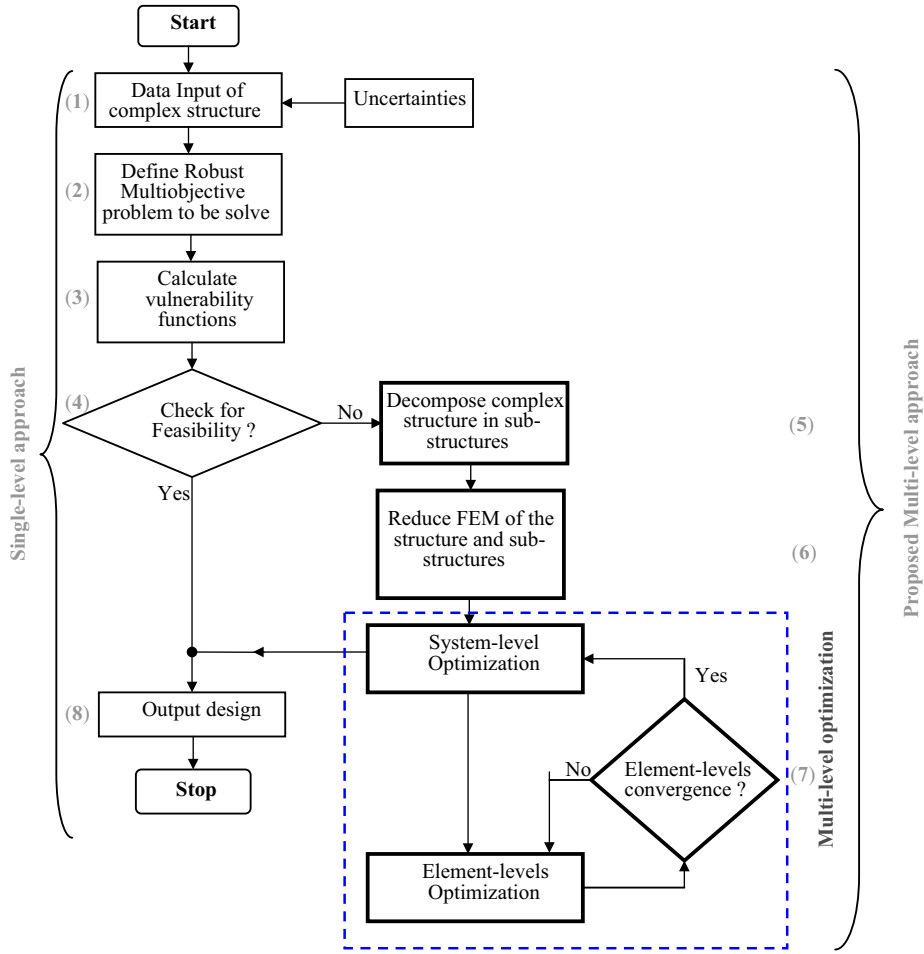 Start
(1)
Data Input of
complex structure
Uncertainties
(2)
Define Robust
Multiobjective
problem to be solve
(3)
Calculate
vulnerability
functions
(4)
Check for
Feasibility ?
No
Yes
Decompose complex
structure in sub-
structures
(5)
Reduce FEM of the
structure and sub-
structures
(6)
System-level
Optimization
Yes
Element-levels
convergence ?
No
(7)
Element-levels
Optimization
Multi-level optimization
(8)
Output design
Stop
Single-level approach
Proposed Multi-level approach